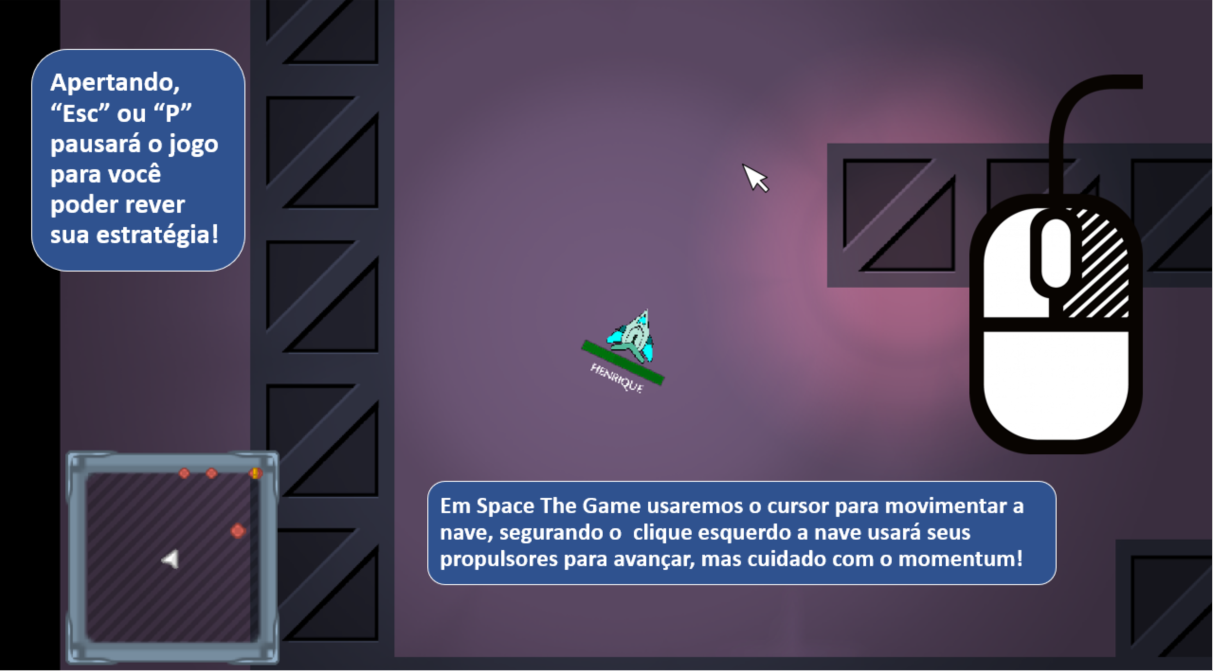 Apertando,
“Esc” ou “P”
pausará o jogo
para você
poder rever
sua estratégia!
HENRIQUE
Em Space The Game usaremos o cursor para movimentar a
nave, segurando o  clique esquerdo a nave usará seus
propulsores para avançar, mas cuidado com o momentum!